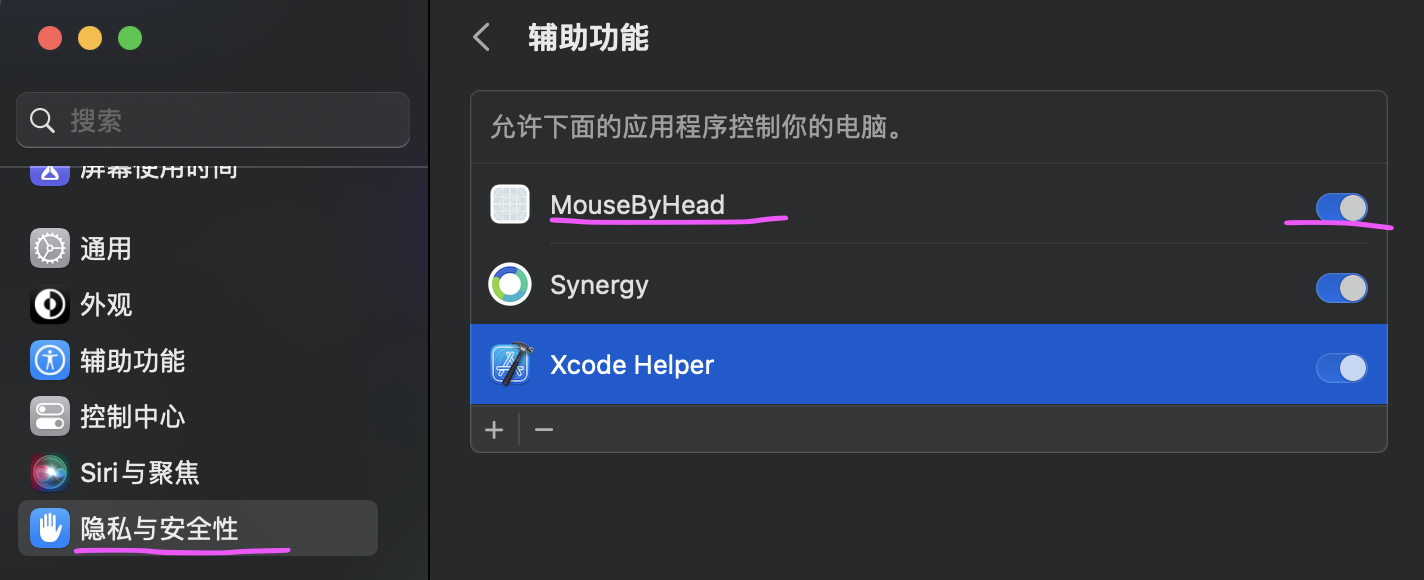 搜索
屏幕使用时间
通用
外观
辅助功能
控制中心
Siri与聚焦
隐私与安全性
辅助功能
允许下面的应用程序控制你的电脑。
MouseByHead
Synergy
Xcode Helper